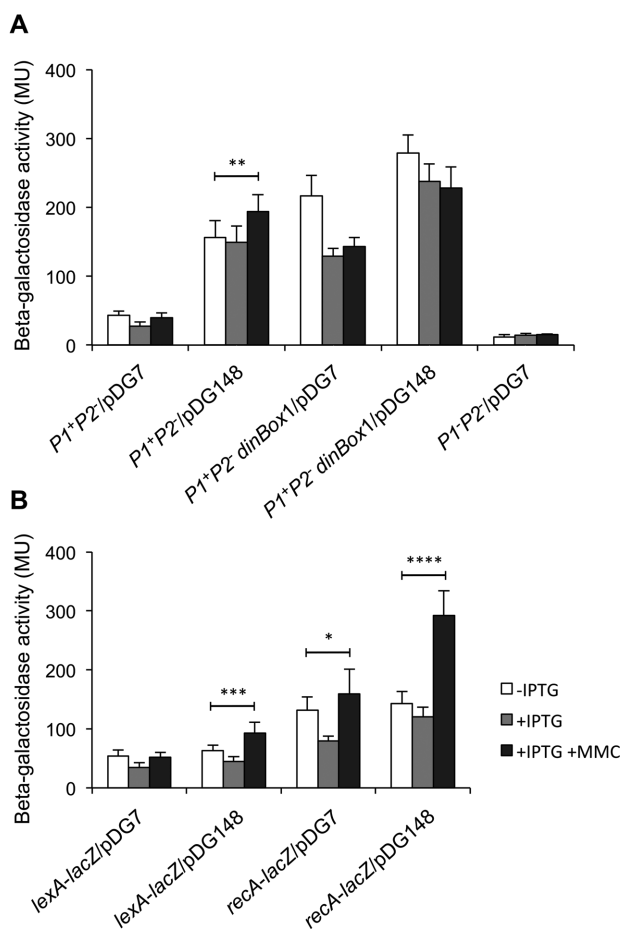 A
Beta-galactosidase activity (MU)
400
300
200
100
0
**
P1+P2-/pDG7
P1+P2-/pDG148
P1+P2- dinBox1/pDG7
P1+P2- dinBox1/pDG148
P1-P2-/pDG7
B
Beta-galactosidase activity (MU)
400
300
200
100
0
***
*
****
-IPTG
+IPTG
+IPTG +MMC
lexA-lacZ/pDG7
lexA-lacZ/pDG148
recA-lacZ/pDG7
recA-lacZ/pDG148